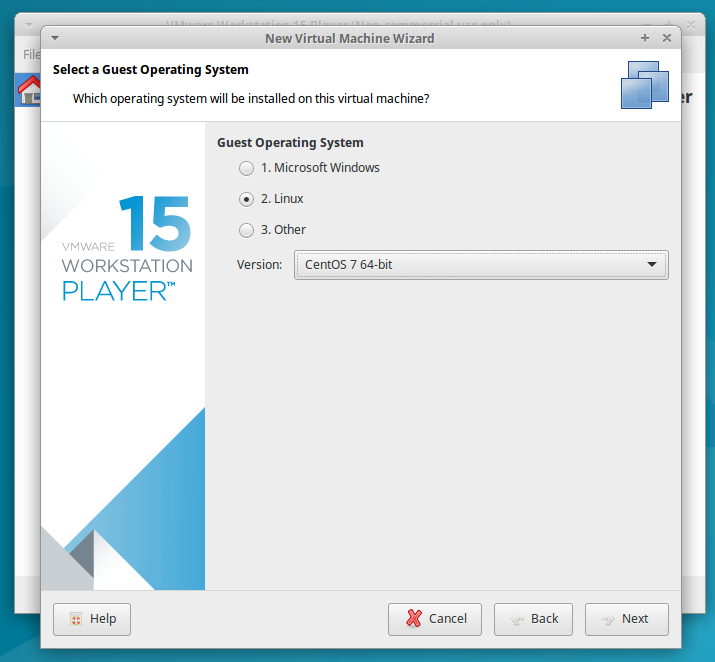 VMware Workstation 15 Player (Non-commercial use only)
New Virtual Machine Wizard
File
Select a Guest Operating System
Which operating system will be installed on this virtual machine?
er
Guest Operating System
1. Microsoft Windows
2. Linux
3. Other
Version: CentOS 7 64-bit
15
VMWARE
WORKSTATION
PLAYER™
Help
Cancel
Back
Next